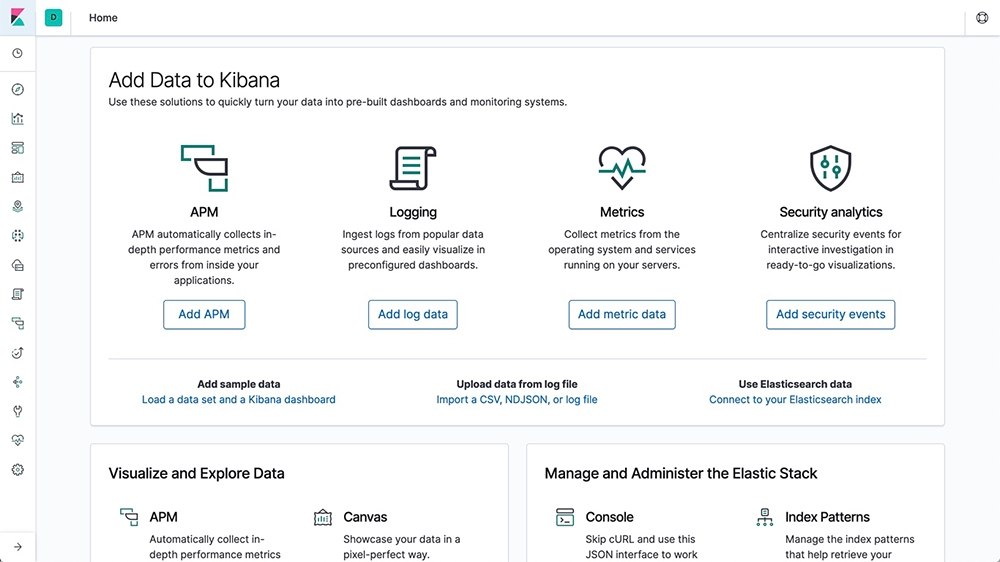 D
Home
Add Data to Kibana
Use these solutions to quickly turn your data into pre-built dashboards and monitoring systems.
APM
APM automatically collects in-
depth performance metrics and
errors from inside your
applications.
Add APM
Logging
Ingest logs from popular data
sources and easily visualize in
preconfigured dashboards.
Add log data
Metrics
Collect metrics from the
operating system and services
running on your servers.
Add metric data
Security analytics
Centralize security events for
interactive investigation in
ready-to-go visualizations.
Add security events
Add sample data
Load a data set and a Kibana dashboard
Upload data from log file
Import a CSV, NDJSON, or log file
Use Elasticsearch data
Connect to your Elasticsearch index
Visualize and Explore Data
APM
Automatically collect in-
depth performance metrics
Canvas
Showcase your data in a
pixel-perfect way.
Manage and Administer the Elastic Stack
Console
Skip cURL and use this
JSON interface to work
Index Patterns
Manage the index patterns
that help retrieve your